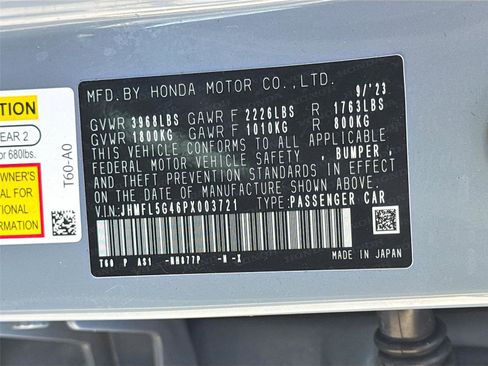 MFD.BY HONDA MOTOR CO.,LTD. 9/'23
GVWR 3968LBS GAWR F 2226LBS R 1763LBS
GVWR 1800KG GAWR F 1010KG R 800KG
THIS VEHICLE CONFORMS TO ALL APPLICABLE
FEDERAL MOTOR VEHICLE SAFETY, BUMPER,
AND THEFT PREVENTION STANDARDS IN EFFECT
ON THE DATE OF MANUFACTURE SHOWN ABOVE.
V.I.N: JHMFL5G46PX003721 TYPE:PASSENGER CAR
T60 P AS1 -NH877P -N -X
MADE IN JAPAN
TION
EAR 2
r 680lbs.
WNER'S
AL FOR
TIONAL
MATION
T60-A0